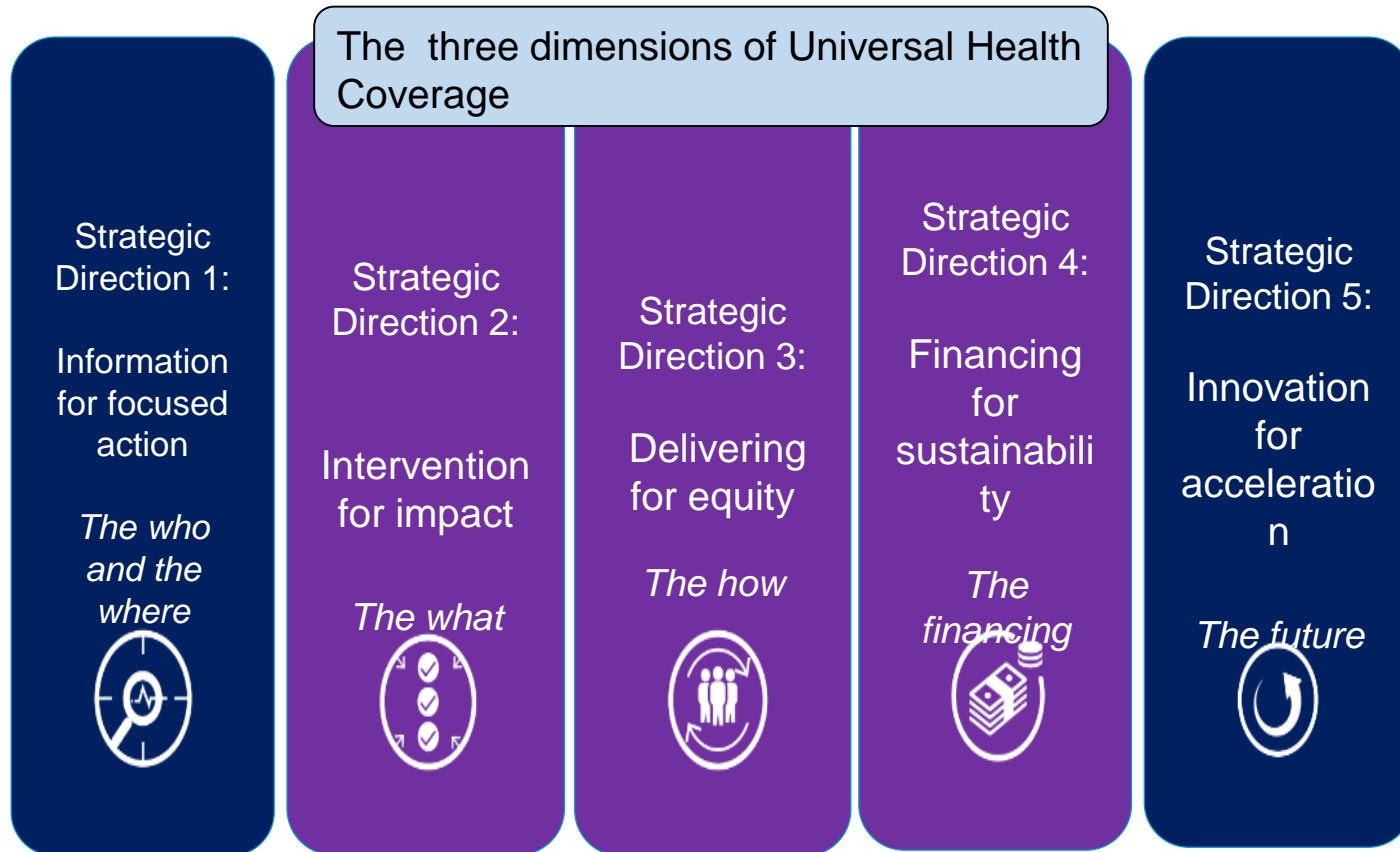 The  three dimensions of Universal Health
Coverage
Strategic
Direction 1:
Information
for focused
action
The who
and the
where
Strategic
Direction 2:
Intervention
for impact
The what
Strategic
Direction 3:
Delivering
for equity
The how
Strategic
Direction 4:
Financing
for
sustainabili
ty
The
financing
Strategic
Direction 5:
Innovation
for
acceleratio
n
The future